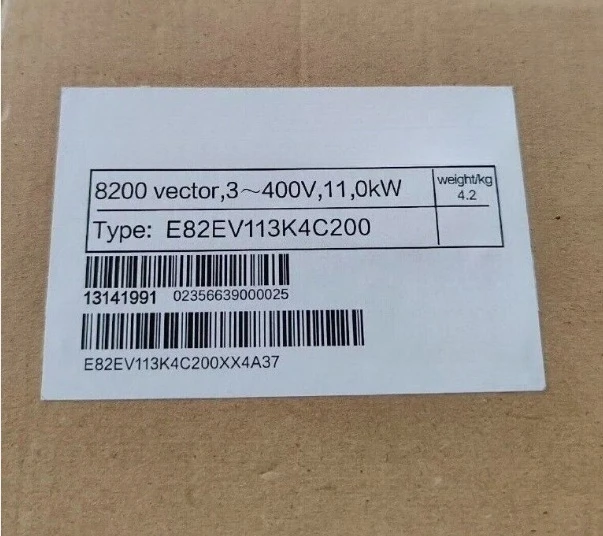 8200 vector,3~400V,11,0kW
weight/kg
4.2
Type: E82EV113K4C200
13141991 02356639000025
E82EV113K4C200XX4A37